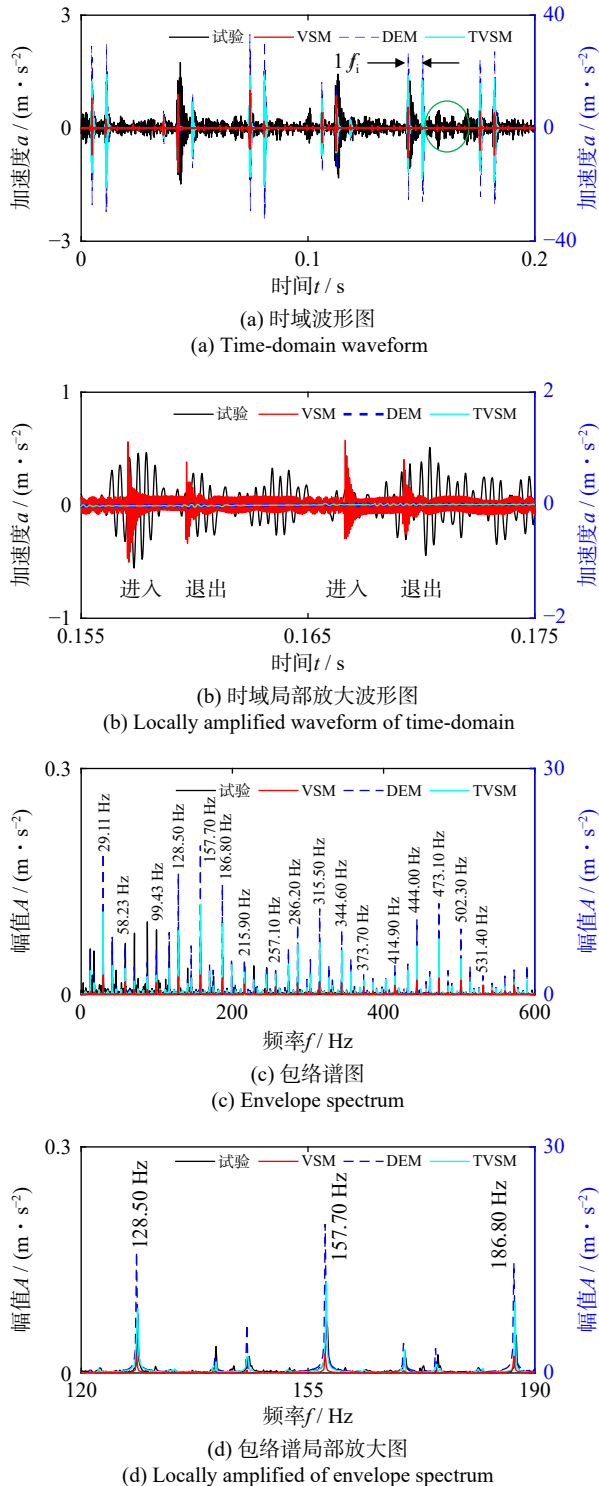 试验 VSM DEM TVSM
3 40
1 f_i
0 0
−3 −40
0 0.1 0.2
加速度a / (m·s⁻²)
加速度a / (m·s⁻²)
时间t / s
(a) 时域波形图
(a) Time-domain waveform
1 2
试验 VSM DEM TVSM
0 0
进入 退出 进入 退出
−1 −2
0.155 0.165 0.175
加速度a / (m·s⁻²)
加速度a / (m·s⁻²)
时间t / s
(b) 时域局部放大波形图
(b) Locally amplified waveform of time-domain
0.3 30
试验 VSM DEM TVSM
29.11 Hz
58.23 Hz
99.43 Hz
128.50 Hz
157.70 Hz
186.80 Hz
215.90 Hz
257.10 Hz
286.20 Hz
315.50 Hz
344.60 Hz
373.70 Hz
414.90 Hz
444.00 Hz
473.10 Hz
502.30 Hz
531.40 Hz
0 0
0 200 400 600
幅值A / (m·s⁻²)
幅值A / (m·s⁻²)
频率f / Hz
(c) 包络谱图
(c) Envelope spectrum
0.3 30
试验 VSM DEM TVSM
128.50 Hz
157.70 Hz
186.80 Hz
0 0
120 155 190
幅值A / (m·s⁻²)
幅值A / (m·s⁻²)
频率f / Hz
(d) 包络谱局部放大图
(d) Locally amplified of envelope spectrum